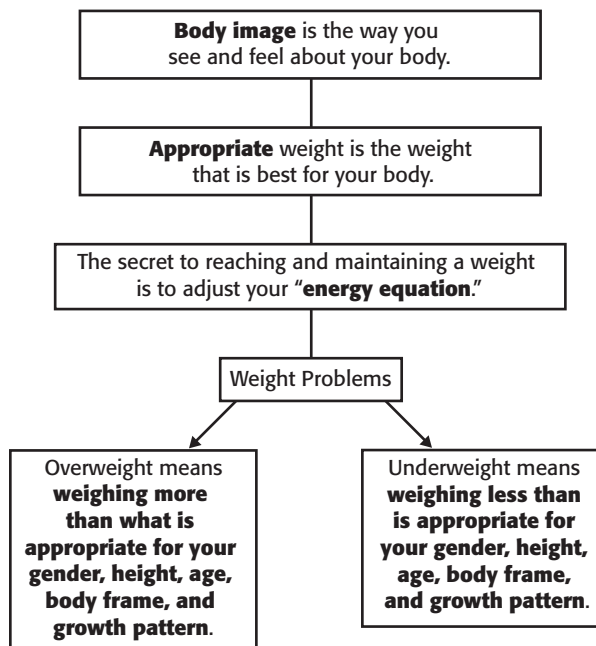 Body image is the way you
see and feel about your body.
Appropriate weight is the weight
that is best for your body.
The secret to reaching and maintaining a weight
is to adjust your “energy equation.”
Weight Problems
Overweight means
weighing more
than what is
appropriate for your
gender, height, age,
body frame, and
growth pattern.
Underweight means
weighing less than
is appropriate for
your gender, height,
age, body frame,
and growth pattern.